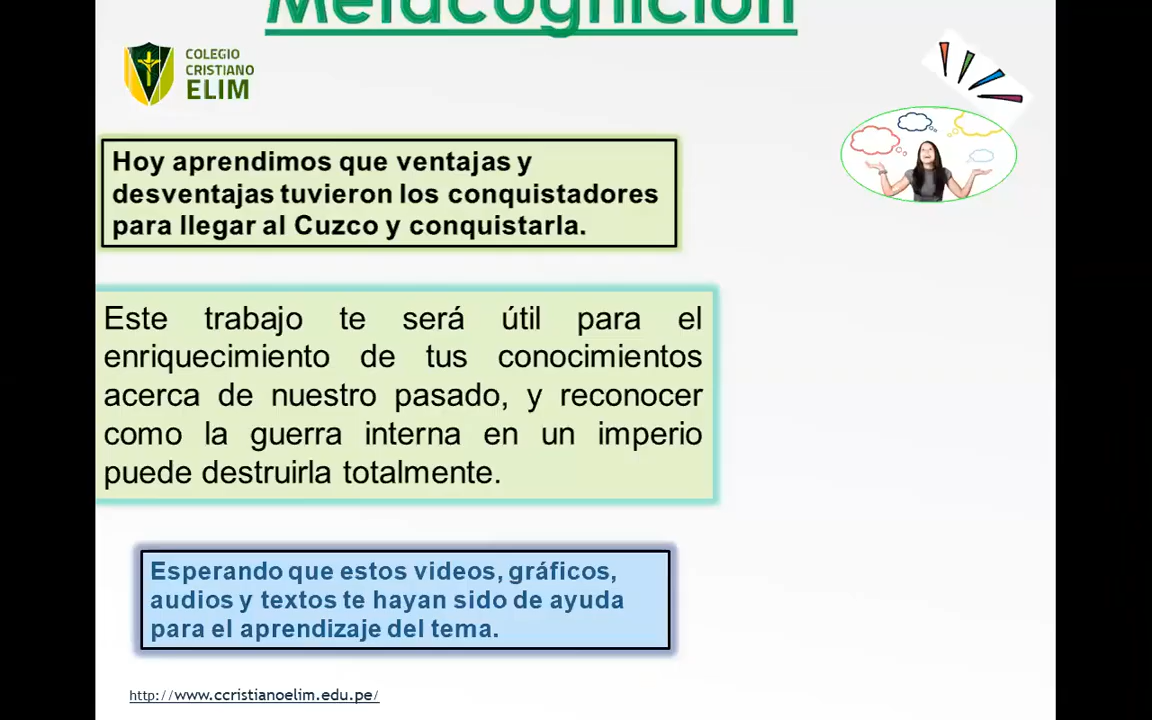 Metacognición
COLEGIO
CRISTIANO
ELIM
Hoy aprendimos que ventajas y
desventajas tuvieron los conquistadores
para llegar al Cuzco y conquistarla.
Este trabajo te será útil para el
enriquecimiento de tus conocimientos
acerca de nuestro pasado, y reconocer
como la guerra interna en un imperio
puede destruirla totalmente.
Esperando que estos videos, gráficos,
audios y textos te hayan sido de ayuda
para el aprendizaje del tema.
http://www.ccristianoelim.edu.pe/